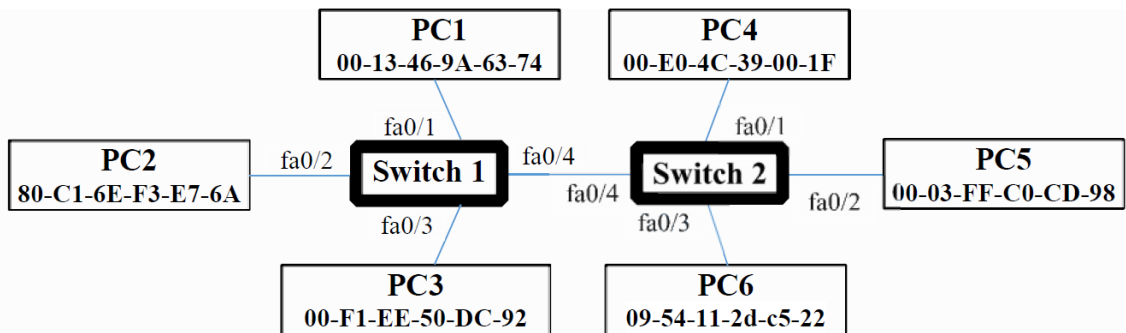 PC1
00-13-46-9A-63-74
PC4
00-E0-4C-39-00-1F
fa0/1
fa0/1
PC2
80-C1-6E-F3-E7-6A
fa0/2
Switch 1
fa0/4
fa0/4
Switch 2
fa0/2
PC5
00-03-FF-C0-CD-98
fa0/3
fa0/3
PC3
00-F1-EE-50-DC-92
PC6
09-54-11-2d-c5-22